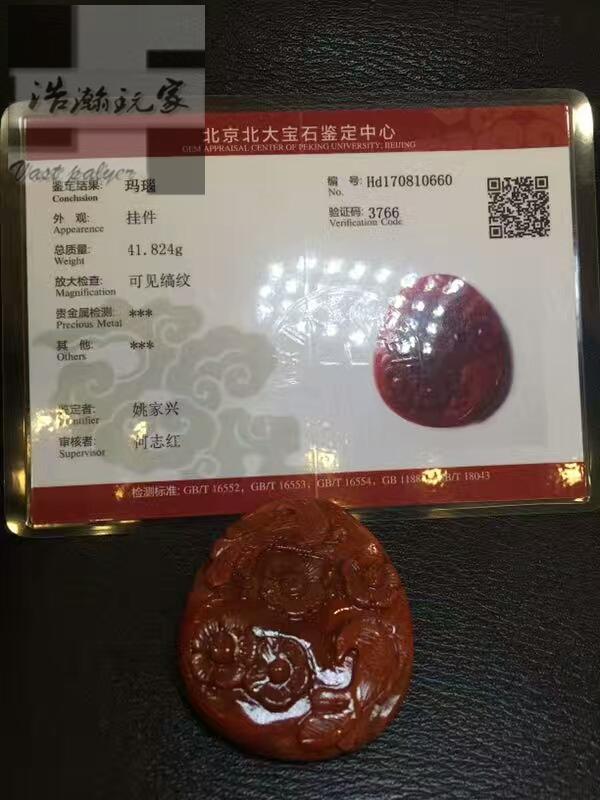 浩瀚玩家
Vast palyer
北京北大宝石鉴定中心
GEM APPRAISAL CENTER OF PEKING UNIVERSITY, BEIJING
鉴定结果: 玛瑙
Conclusion
编 号: Hd170810660
No.
外 观: 挂件
Appearence
验证码: 3766
Verification Code
总质量: 41.824g
Weight
放大检查: 可见缟纹
Magnification
贵金属检测: ***
Precious Metal
其 他: ***
Others
鉴定者: 姚家兴
审核者: 何志红
Supervisor
检测标准: GB/T 16552, GB/T 16553, GB/T 16554, GB 11887, GB/T 18043